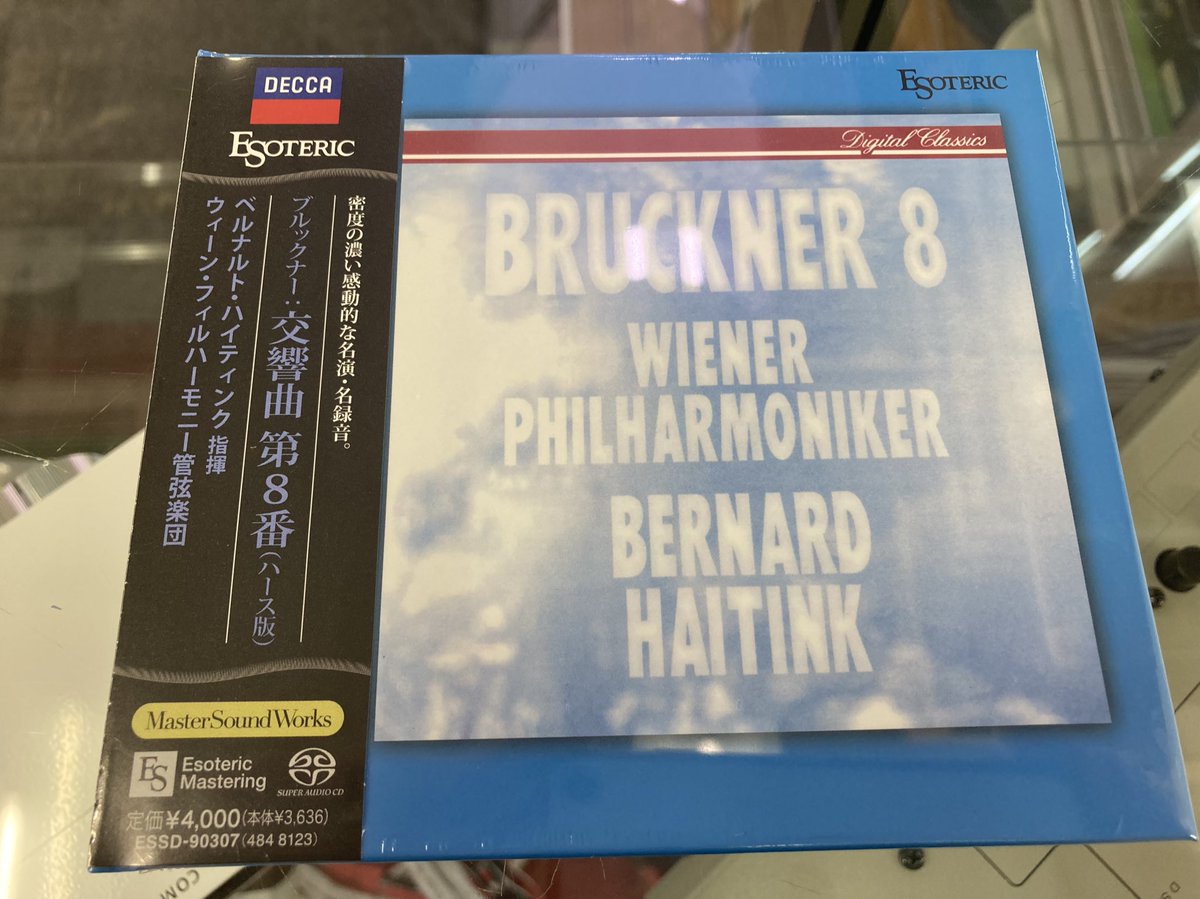 DECCA
ESOTERIC
密度の濃い感動的な名演・名録音。
ブルックナー：交響曲 第8番（ハース版）
ベルナルト・ハイティンク 指揮
ウィーン・フィルハーモニー管弦楽団
MasterSoundWorks
ES Esoteric
Mastering
SUPER AUDIO CD
定価¥4,000(本体¥3,636)
ESSD-90307(484 8123)
ESOTERIC
Digital Classics
BRUCKNER 8
WIENER
PHILHARMONIKER
BERNARD
HAITINK